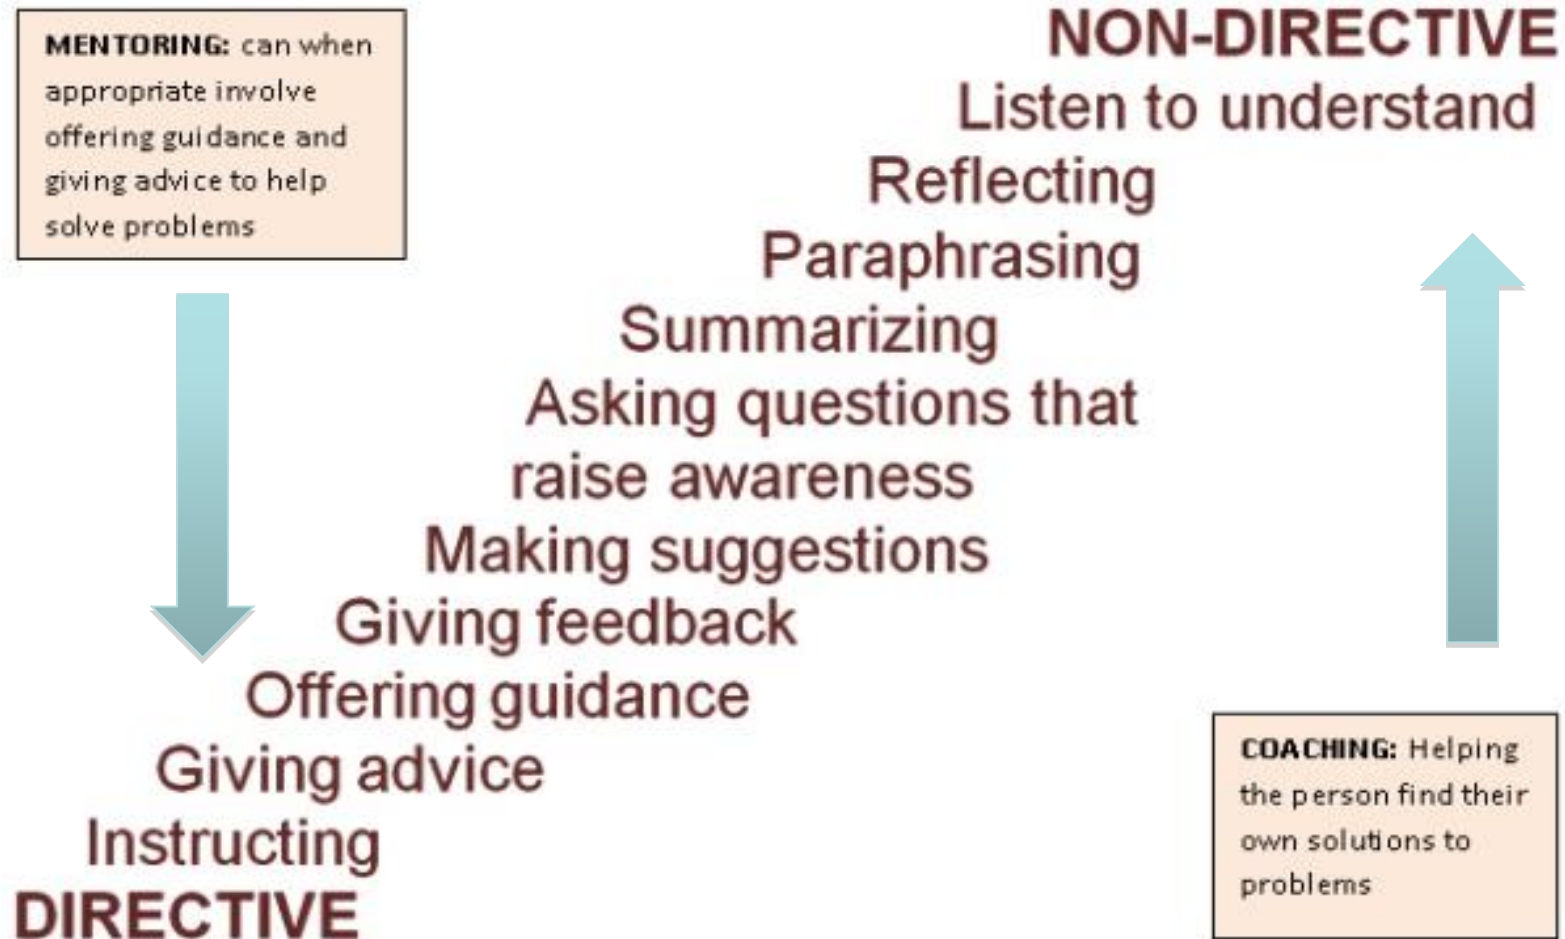 MENTORING: can when
appropriate involve
offering guidance and
giving advice to help
solve problems
NON-DIRECTIVE
Listen to understand
Reflecting
Paraphrasing
Summarizing
Asking questions that
raise awareness
Making suggestions
Giving feedback
Offering guidance
Giving advice
Instructing
DIRECTIVE
COACHING: Helping
the person find their
own solutions to
problems